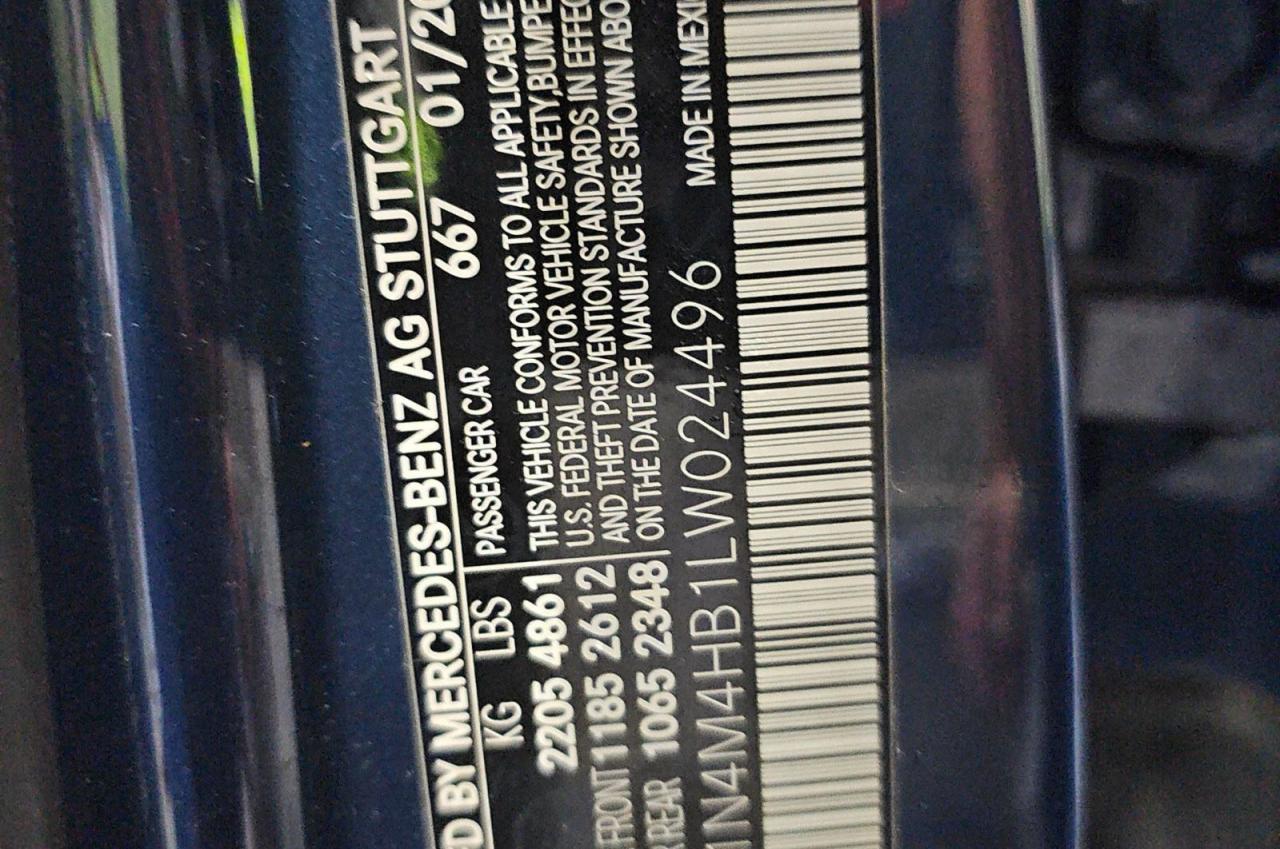 D BY MERCEDES-BENZ AG STUTTGART
KG LBS PASSENGER CAR 667 01/20
2205 4861 THIS VEHICLE CONFORMS TO ALL APPLICABLE
FRONT 1185 2612 U.S. FEDERAL MOTOR VEHICLE SAFETY, BUMPE
REAR 1065 2348 AND THEFT PREVENTION STANDARDS IN EFFEC
ON THE DATE OF MANUFACTURE SHOWN ABO
1N4M4HB1LW024496 MADE IN MEXI